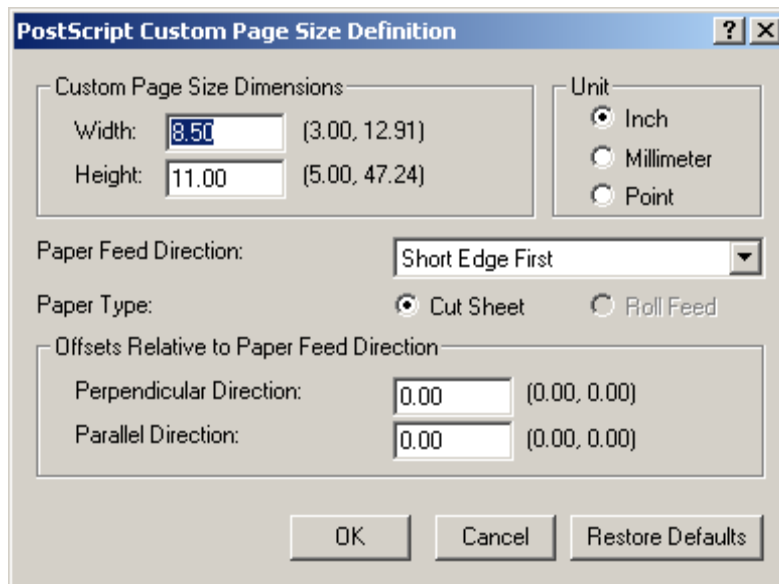 PostScript Custom Page Size Definition
Custom Page Size Dimensions
Width: 8.50 (3.00, 12.91)
Height: 11.00 (5.00, 47.24)
Unit
Inch
Millimeter
Point
Paper Feed Direction: Short Edge First
Paper Type: Cut Sheet Roll Feed
Offsets Relative to Paper Feed Direction
Perpendicular Direction: 0.00 (0.00, 0.00)
Parallel Direction: 0.00 (0.00, 0.00)
OK Cancel Restore Defaults